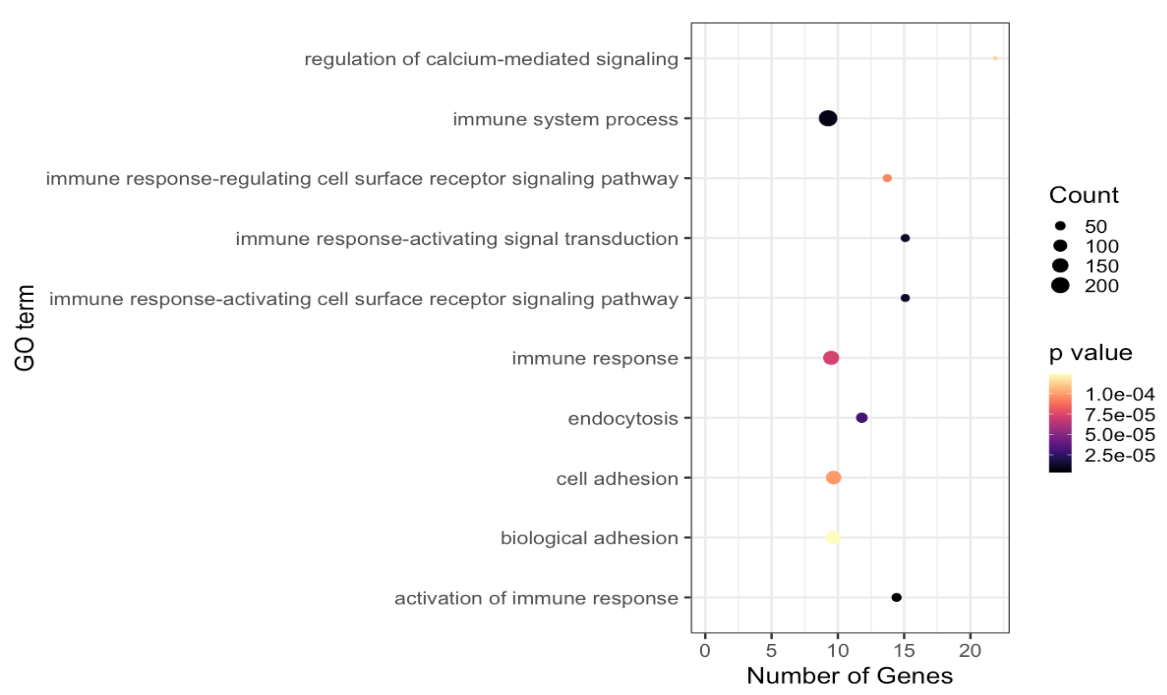 regulation of calcium-mediated signaling
immune system process
immune response-regulating cell surface receptor signaling pathway
immune response-activating signal transduction
immune response-activating cell surface receptor signaling pathway
immune response
endocytosis
cell adhesion
biological adhesion
activation of immune response
GO term
0 5 10 15 20
Number of Genes
Count
50
100
150
200
p value
1.0e-04
7.5e-05
5.0e-05
2.5e-05